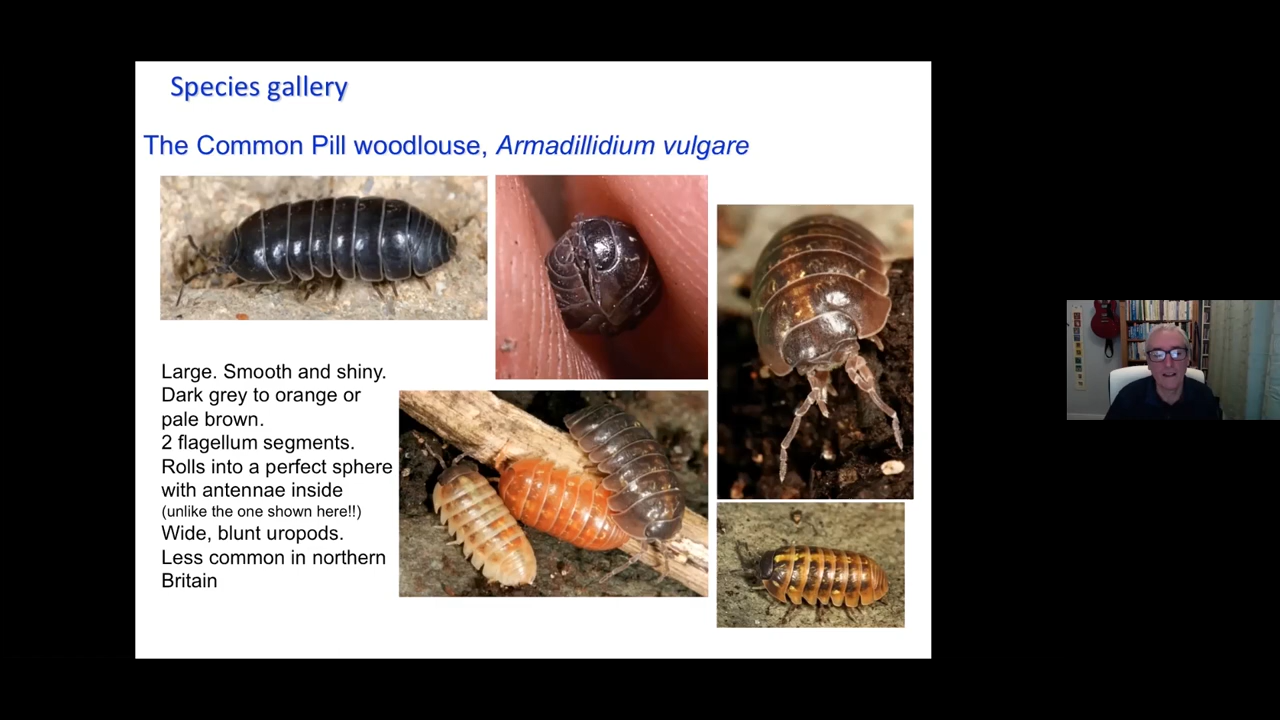 Species gallery
The Common Pill woodlouse, Armadillidium vulgare
Large. Smooth and shiny.
Dark grey to orange or
pale brown.
2 flagellum segments.
Rolls into a perfect sphere
with antennae inside
(unlike the one shown here!!)
Wide, blunt uropods.
Less common in northern
Britain